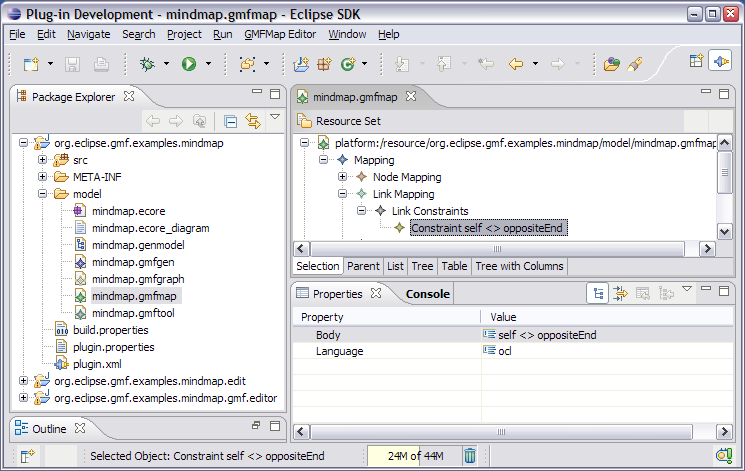 Plug-in Development - mindmap.gmfmap - Eclipse SDK
File Edit Navigate Search Project Run GMFMap Editor Window Help
Package Explorer
org.eclipse.gmf.examples.mindmap
src
META-INF
model
mindmap.ecore
mindmap.ecore_diagram
mindmap.genmodel
mindmap.gmfgen
mindmap.gmfgraph
mindmap.gmfmap
mindmap.gmftool
build.properties
plugin.properties
plugin.xml
org.eclipse.gmf.examples.mindmap.edit
org.eclipse.gmf.examples.mindmap.gmf.editor
Outline
mindmap.gmfmap
Resource Set
platform:/resource/org.eclipse.gmf.examples.mindmap/model/mindmap.gmfmap
Mapping
Node Mapping
Link Mapping
Link Constraints
Constraint self <> oppositeEnd
Selection Parent List Tree Table Tree with Columns
Properties Console
Property Value
Body self <> oppositeEnd
Language ocl
Selected Object: Constraint self <> oppositeEnd 24M of 44M